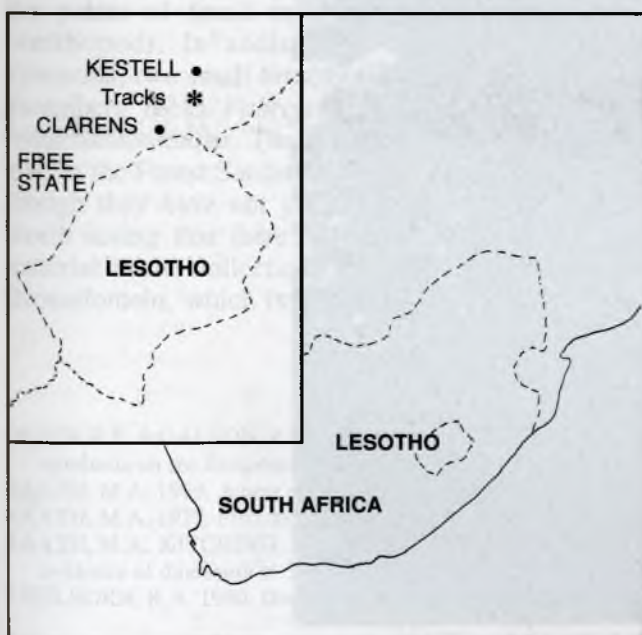 KESTELL
Tracks *
CLARENS
FREE
STATE
LESOTHO
LESOTHO
SOUTH AFRICA